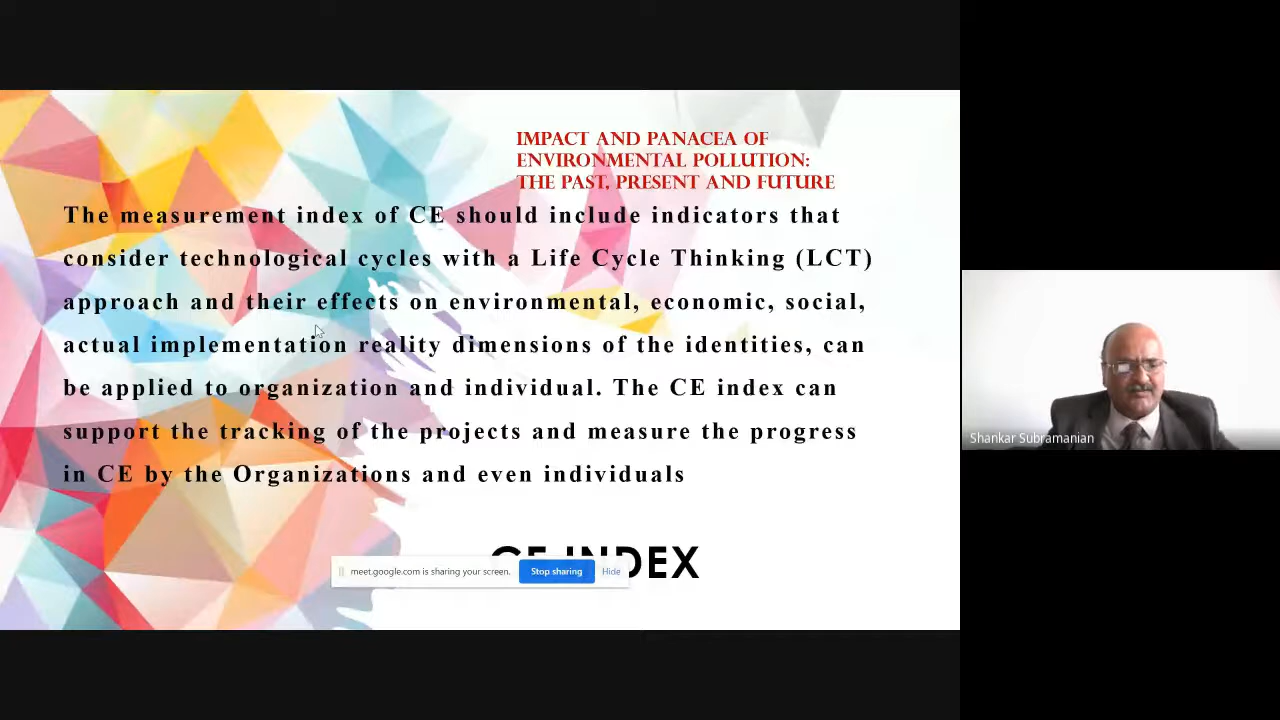 IMPACT AND PANACEA OF
ENVIRONMENTAL POLLUTION:
THE PAST, PRESENT AND FUTURE
The measurement index of CE should include indicators that
consider technological cycles with a Life Cycle Thinking (LCT)
approach and their effects on environmental, economic, social,
actual implementation reality dimensions of the identities, can
be applied to organization and individual. The CE index can
support the tracking of the projects and measure the progress
in CE by the Organizations and even individuals
CE INDEX
meet.google.com is sharing your screen. Stop sharing Hide
Shankar Subramanian